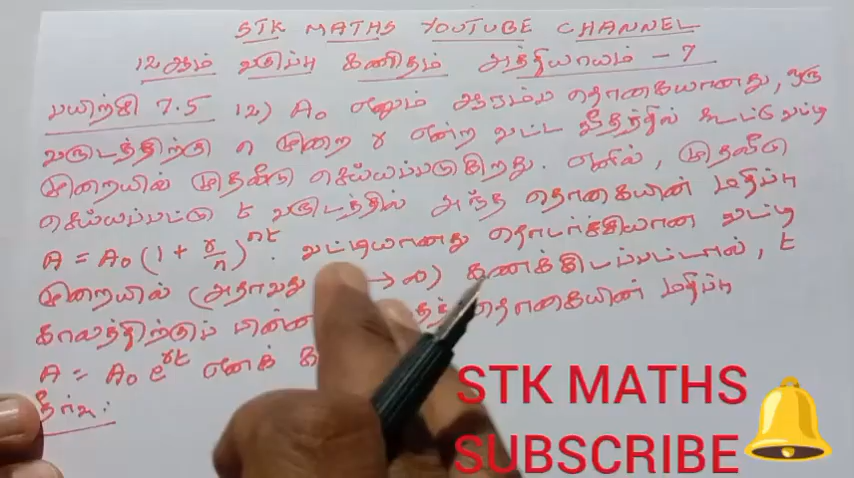 STK MATHS YOUTUBE CHANNEL
12ஆம் வகுப்பு கணிதம் அத்தியாயம் - 7
பயிற்சி 7.5 12) A₀ எனும் ஆரம்ப தொகையானது, ஒரு
வருடத்திற்கு n முறை r என்ற வட்ட வீதத்தில் கூட்டு வட்டி
முறையில் முதலீடு செய்யப்படுகிறது. எனில், முதலீடு
செய்யப்பட்டு t வருடத்தில் அந்த தொகையின் மதிப்பு
A = A₀ (1 + r/n)^nt. வட்டியானது தொடர்ச்சியான வட்டி
முறையில் (அதாவது → ∞) கணக்கிடப்பட்டால், t
காலத்திற்குப் தொகையின் மதிப்பு
A = A₀ e^rt எனக்
தீர்வு:
STK MATHS
SUBSCRIBE